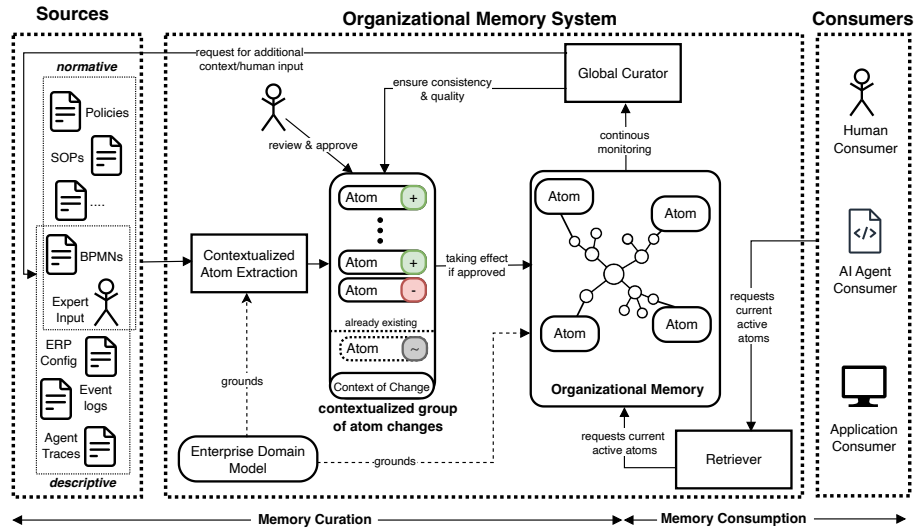 Sources
Organizational Memory System
Consumers
normative
Policies
SOPs
....
BPMNs
Expert
Input
ERP
Config
Event
logs
Agent
Traces
descriptive
request for additional
context/human input
ensure consistency
& quality
Global Curator
review & approve
continous
monitoring
Contextualized
Atom Extraction
Atom
+
Atom
+
Atom
-
already existing
Atom
~
Context of Change
contextualized group
of atom changes
taking effect
if approved
Atom
Atom
Atom
Atom
Organizational Memory
grounds
Enterprise Domain
Model
grounds
requests current
active atoms
Retriever
requests
current
active
atoms
Human
Consumer
</>
AI Agent
Consumer
Application
Consumer
Memory Curation
Memory Consumption